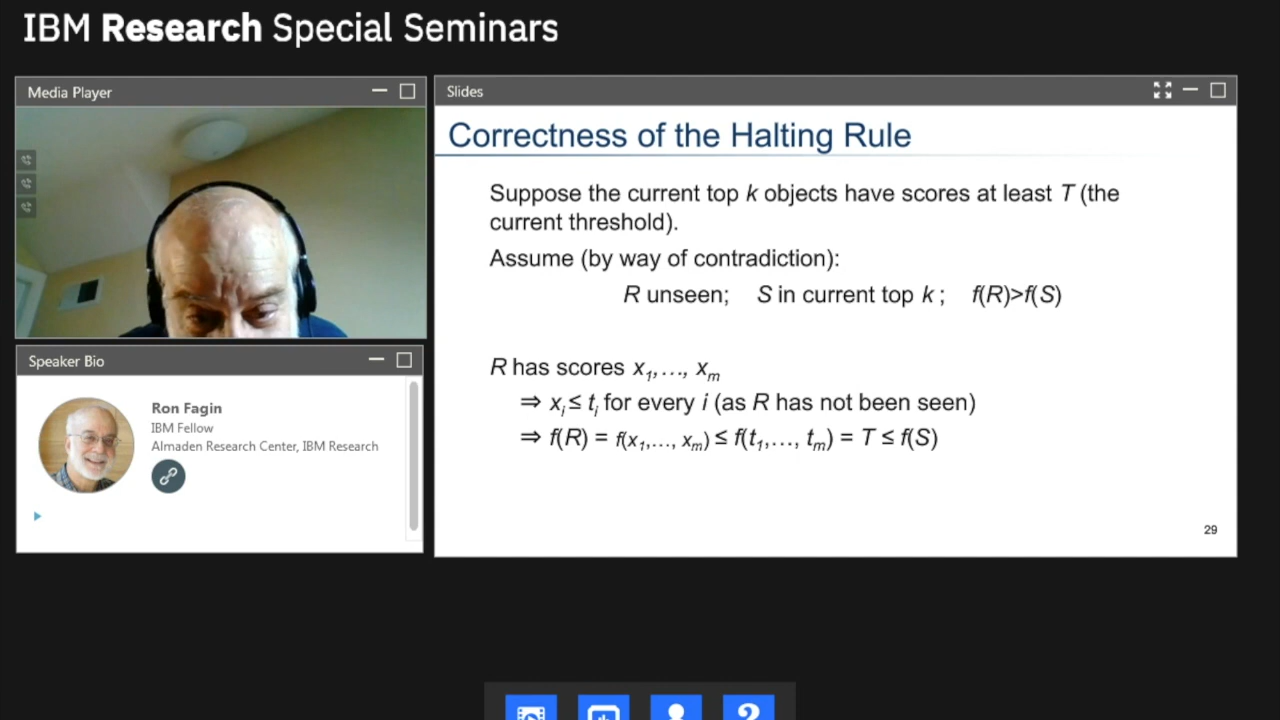 IBM Research Special Seminars
Media Player
Slides
Correctness of the Halting Rule
Suppose the current top k objects have scores at least T (the
current threshold).
Assume (by way of contradiction):
R unseen; S in current top k ; f(R)>f(S)
R has scores x₁,…, xₘ
⇒ xᵢ ≤ tᵢ for every i (as R has not been seen)
⇒ f(R) = f(x₁,…, xₘ) ≤ f(t₁,…, tₘ) = T ≤ f(S)
29
Speaker Bio
Ron Fagin
IBM Fellow
Almaden Research Center, IBM Research
?